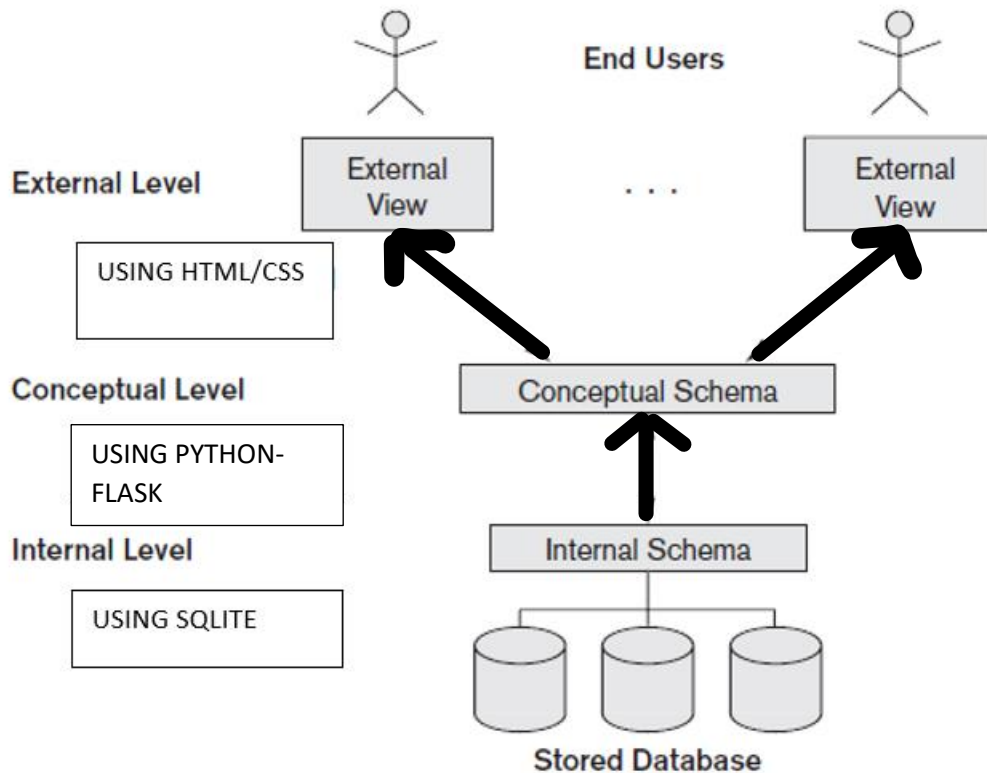 End Users
External Level
External
View
. . .
External
View
USING HTML/CSS
Conceptual Level
Conceptual Schema
USING PYTHON-
FLASK
Internal Level
Internal Schema
USING SQLITE
Stored Database